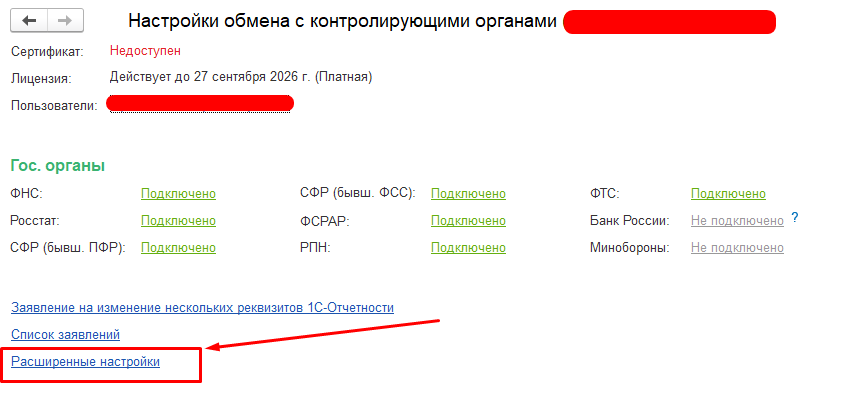 Настройки обмена с контролирующими органами
Сертификат: Недоступен
Лицензия: Действует до 27 сентября 2026 г. (Платная)
Пользователи:
Гос. органы
ФНС: Подключено СФР (бывш. ФСС): Подключено ФТС: Подключено
Росстат: Подключено ФСРАР: Подключено Банк России: Не подключено ?
СФР (бывш. ПФР): Подключено РПН: Подключено Минобороны: Не подключено
Заявление на изменение нескольких реквизитов 1С-Отчетности
Список заявлений
Расширенные настройки